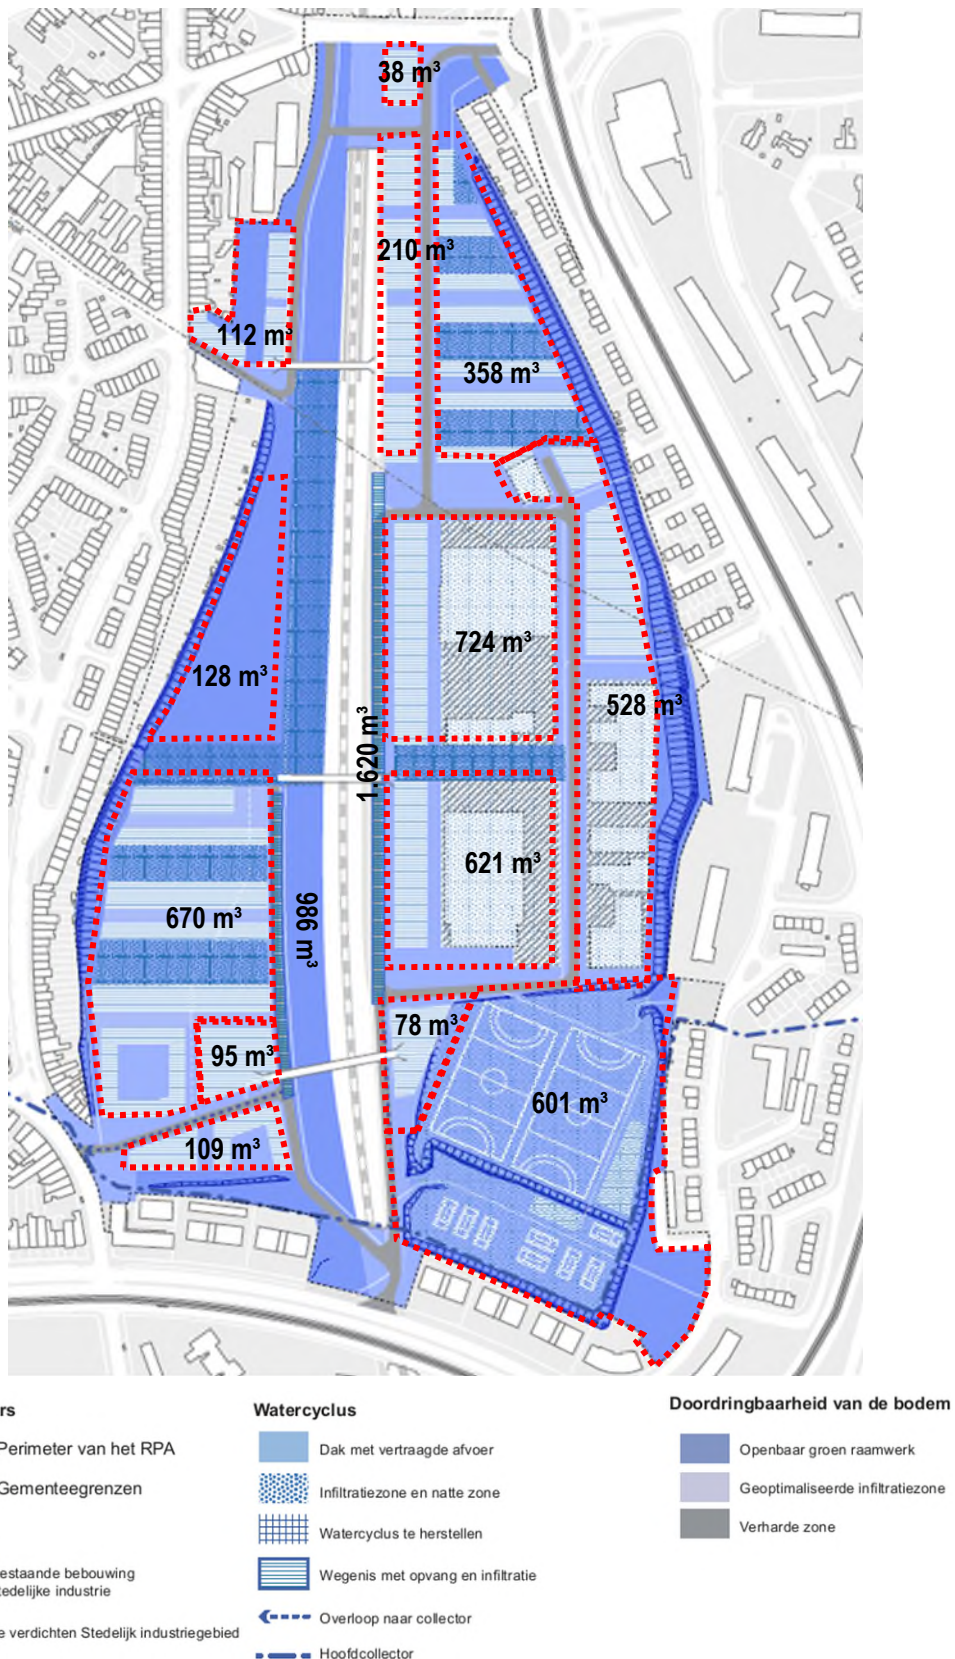 38 m³
210 m³
112 m³
358 m³
724 m³
128 m³
528 m³
1.620 m³
621 m³
670 m³
986 m³
78 m³
95 m³
601 m³
109 m³
rs
Perimeter van het RPA
Gementeegrenzen
estaande bebouwing
tedelijke industrie
e verdichten Stedelijk industriegebied
Watercyclus
Dak met vertraagde afvoer
Infiltratiezone en natte zone
Watercyclus te herstellen
Wegenis met opvang en infiltratie
Overloop naar collector
Hoofdcollector
Doordringbaarheid van de bodem
Openbaar groen raamwerk
Geoptimaliseerde infiltratiezone
Verharde zone